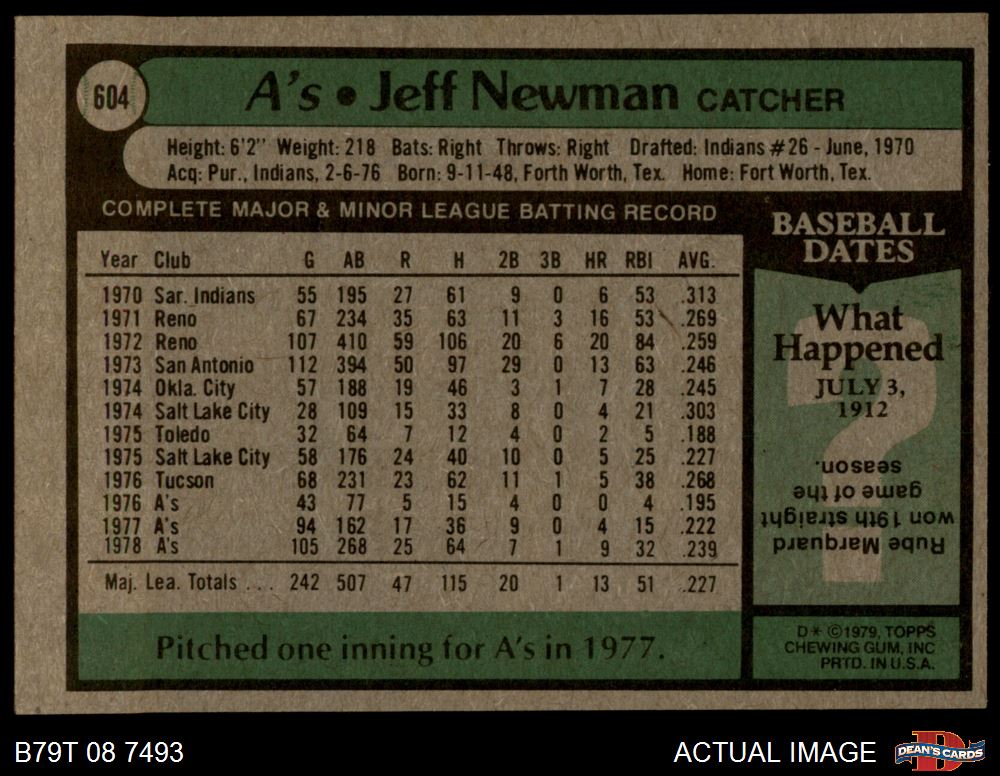 604
A's • Jeff Newman CATCHER
Height: 6'2" Weight: 218 Bats: Right Throws: Right Drafted: Indians #26 - June, 1970
Acq: Pur., Indians, 2-6-76 Born: 9-11-48, Forth Worth, Tex. Home: Fort Worth, Tex.
COMPLETE MAJOR & MINOR LEAGUE BATTING RECORD
Year Club G AB R H 2B 3B HR RBI AVG.
1970 Sar. Indians 55 195 27 61 9 0 6 53 .313
1971 Reno 67 234 35 63 11 3 16 53 .269
1972 Reno 107 410 59 106 20 6 20 84 .259
1973 San Antonio 112 394 50 97 29 0 13 63 .246
1974 Okla. City 57 188 19 46 3 1 7 28 .245
1974 Salt Lake City 28 109 15 33 8 0 4 21 .303
1975 Toledo 32 64 7 12 4 0 2 5 .188
1975 Salt Lake City 58 176 24 40 10 0 5 25 .227
1976 Tucson 68 231 23 62 11 1 5 38 .268
1976 A's 43 77 5 15 4 0 0 4 .195
1977 A's 94 162 17 36 9 0 4 15 .222
1978 A's 105 268 25 64 7 1 9 32 .239
Maj. Lea. Totals . . . 242 507 47 115 20 1 13 51 .227
Pitched one inning for A's in 1977.
BASEBALL
DATES
What
Happened
JULY 3,
1912
?
Rube Marquard
won 19th straight
game of the
season.
D* ©1979, TOPPS
CHEWING GUM, INC
PRTD. IN U.S.A.
B79T 08 7493
ACTUAL IMAGE
DEAN'S CARDS